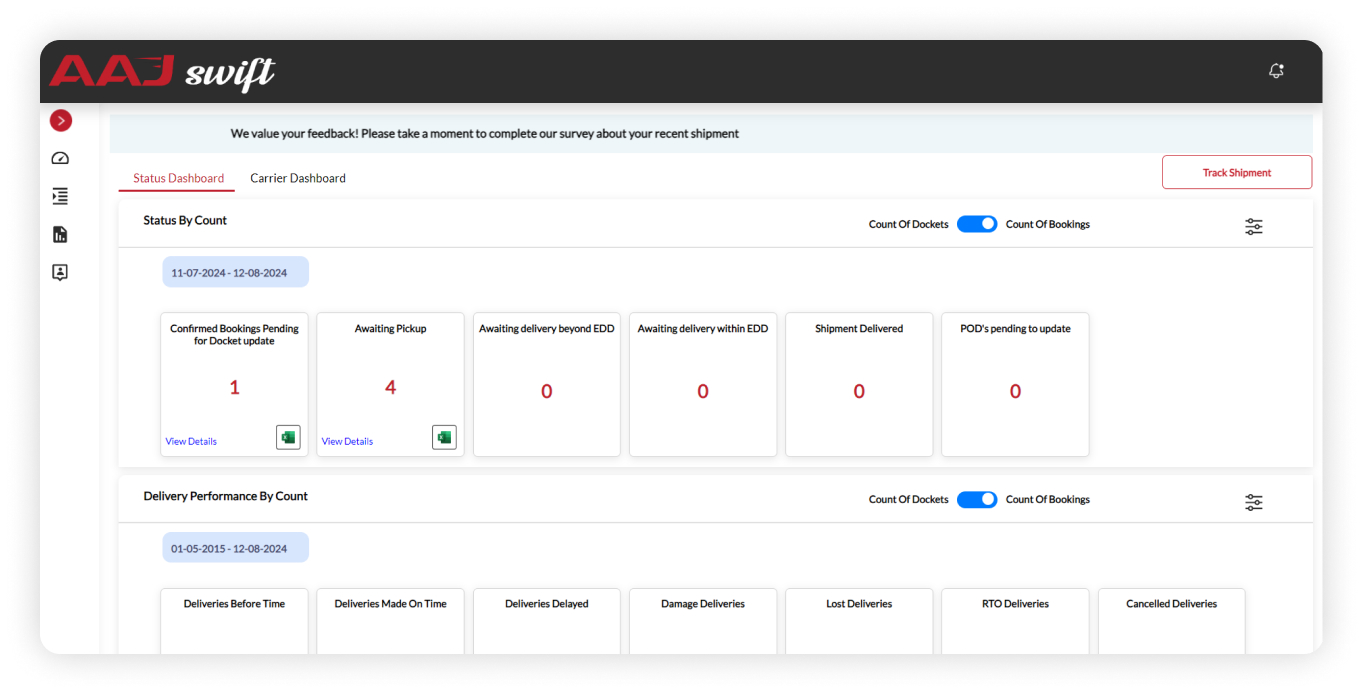 AAJ swift
We value your feedback! Please take a moment to complete our survey about your recent shipment
Status Dashboard
Carrier Dashboard
Track Shipment
Status By Count
Count Of Dockets
Count Of Bookings
11-07-2024 - 12-08-2024
Confirmed Bookings Pending
for Docket update
1
View Details
Awaiting Pickup
4
View Details
Awaiting delivery beyond EDD
0
Awaiting delivery within EDD
0
Shipment Delivered
0
POD's pending to update
0
Delivery Performance By Count
Count Of Dockets
Count Of Bookings
01-05-2015 - 12-08-2024
Deliveries Before Time
Deliveries Made On Time
Deliveries Delayed
Damage Deliveries
Lost Deliveries
RTO Deliveries
Cancelled Deliveries